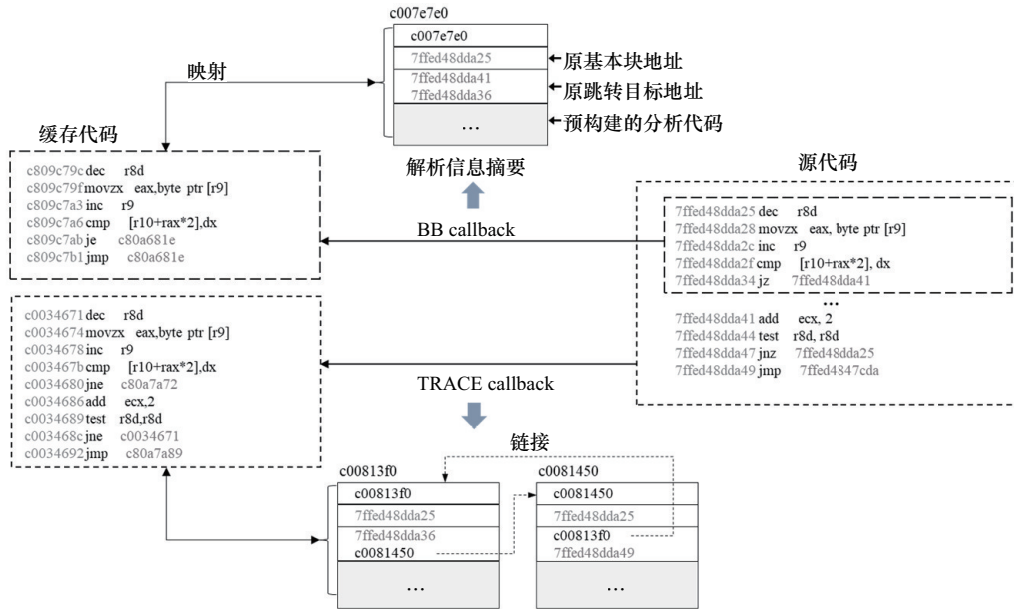 c007e7e0
c007e7e0
7ffed48dda25
原基本块地址
7ffed48dda41
7ffed48dda36
原跳转目标地址
…
预构建的分析代码
映射
解析信息摘要
缓存代码
c809c79c dec r8d
c809c79f movzx eax,byte ptr [r9]
c809c7a3 inc r9
c809c7a6 cmp [r10+rax*2],dx
c809c7ab je c80a681e
c809c7b1 jmp c80a681e
BB callback
源代码
7ffed48dda25 dec r8d
7ffed48dda28 movzx eax, byte ptr [r9]
7ffed48dda2c inc r9
7ffed48dda2f cmp [r10+rax*2], dx
7ffed48dda34 jz 7ffed48dda41
…
7ffed48dda41 add ecx, 2
7ffed48dda44 test r8d, r8d
7ffed48dda47 jnz 7ffed48dda25
7ffed48dda49 jmp 7ffed4847cda
c0034671 dec r8d
c0034674 movzx eax,byte ptr [r9]
c0034678 inc r9
c003467b cmp [r10+rax*2],dx
c0034680 jne c80a7a72
c0034686 add ecx,2
c0034689 test r8d,r8d
c003468c jne c0034671
c0034692 jmp c80a7a89
TRACE callback
链接
c00813f0
c00813f0
7ffed48dda25
7ffed48dda36
c0081450
…
c0081450
c0081450
7ffed48dda25
c00813f0
7ffed48dda49
…